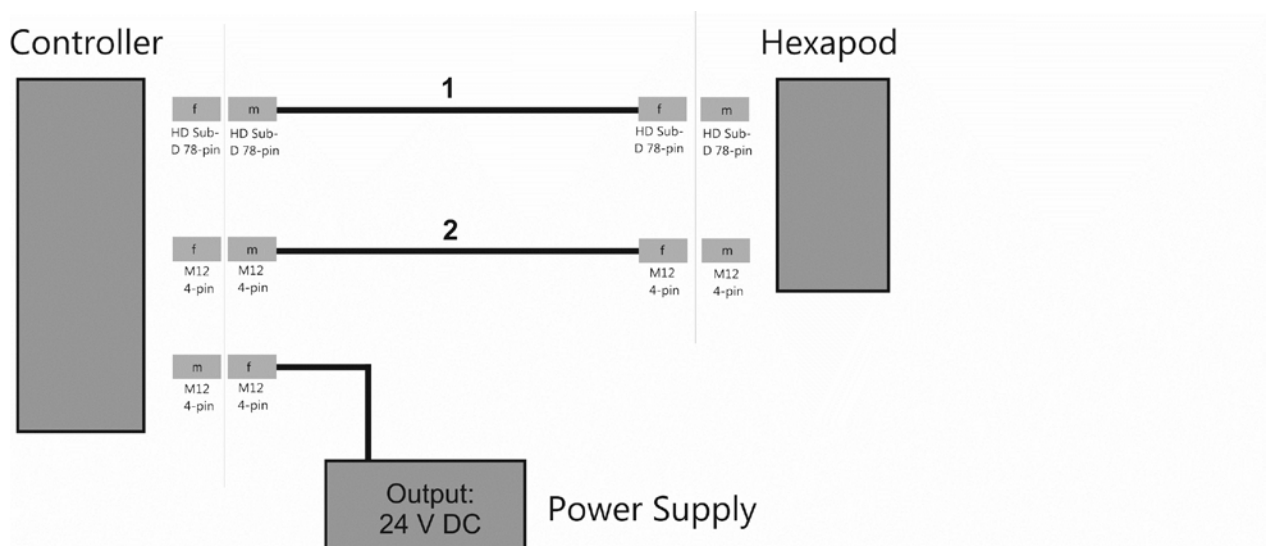 Controller
Hexapod
1
f
m
f
m
HD Sub-
D 78-pin
HD Sub-
D 78-pin
HD Sub-
D 78-pin
HD Sub-
D 78-pin
2
f
m
f
m
M12
4-pin
M12
4-pin
M12
4-pin
M12
4-pin
m
f
M12
4-pin
M12
4-pin
Output:
24 V DC
Power Supply